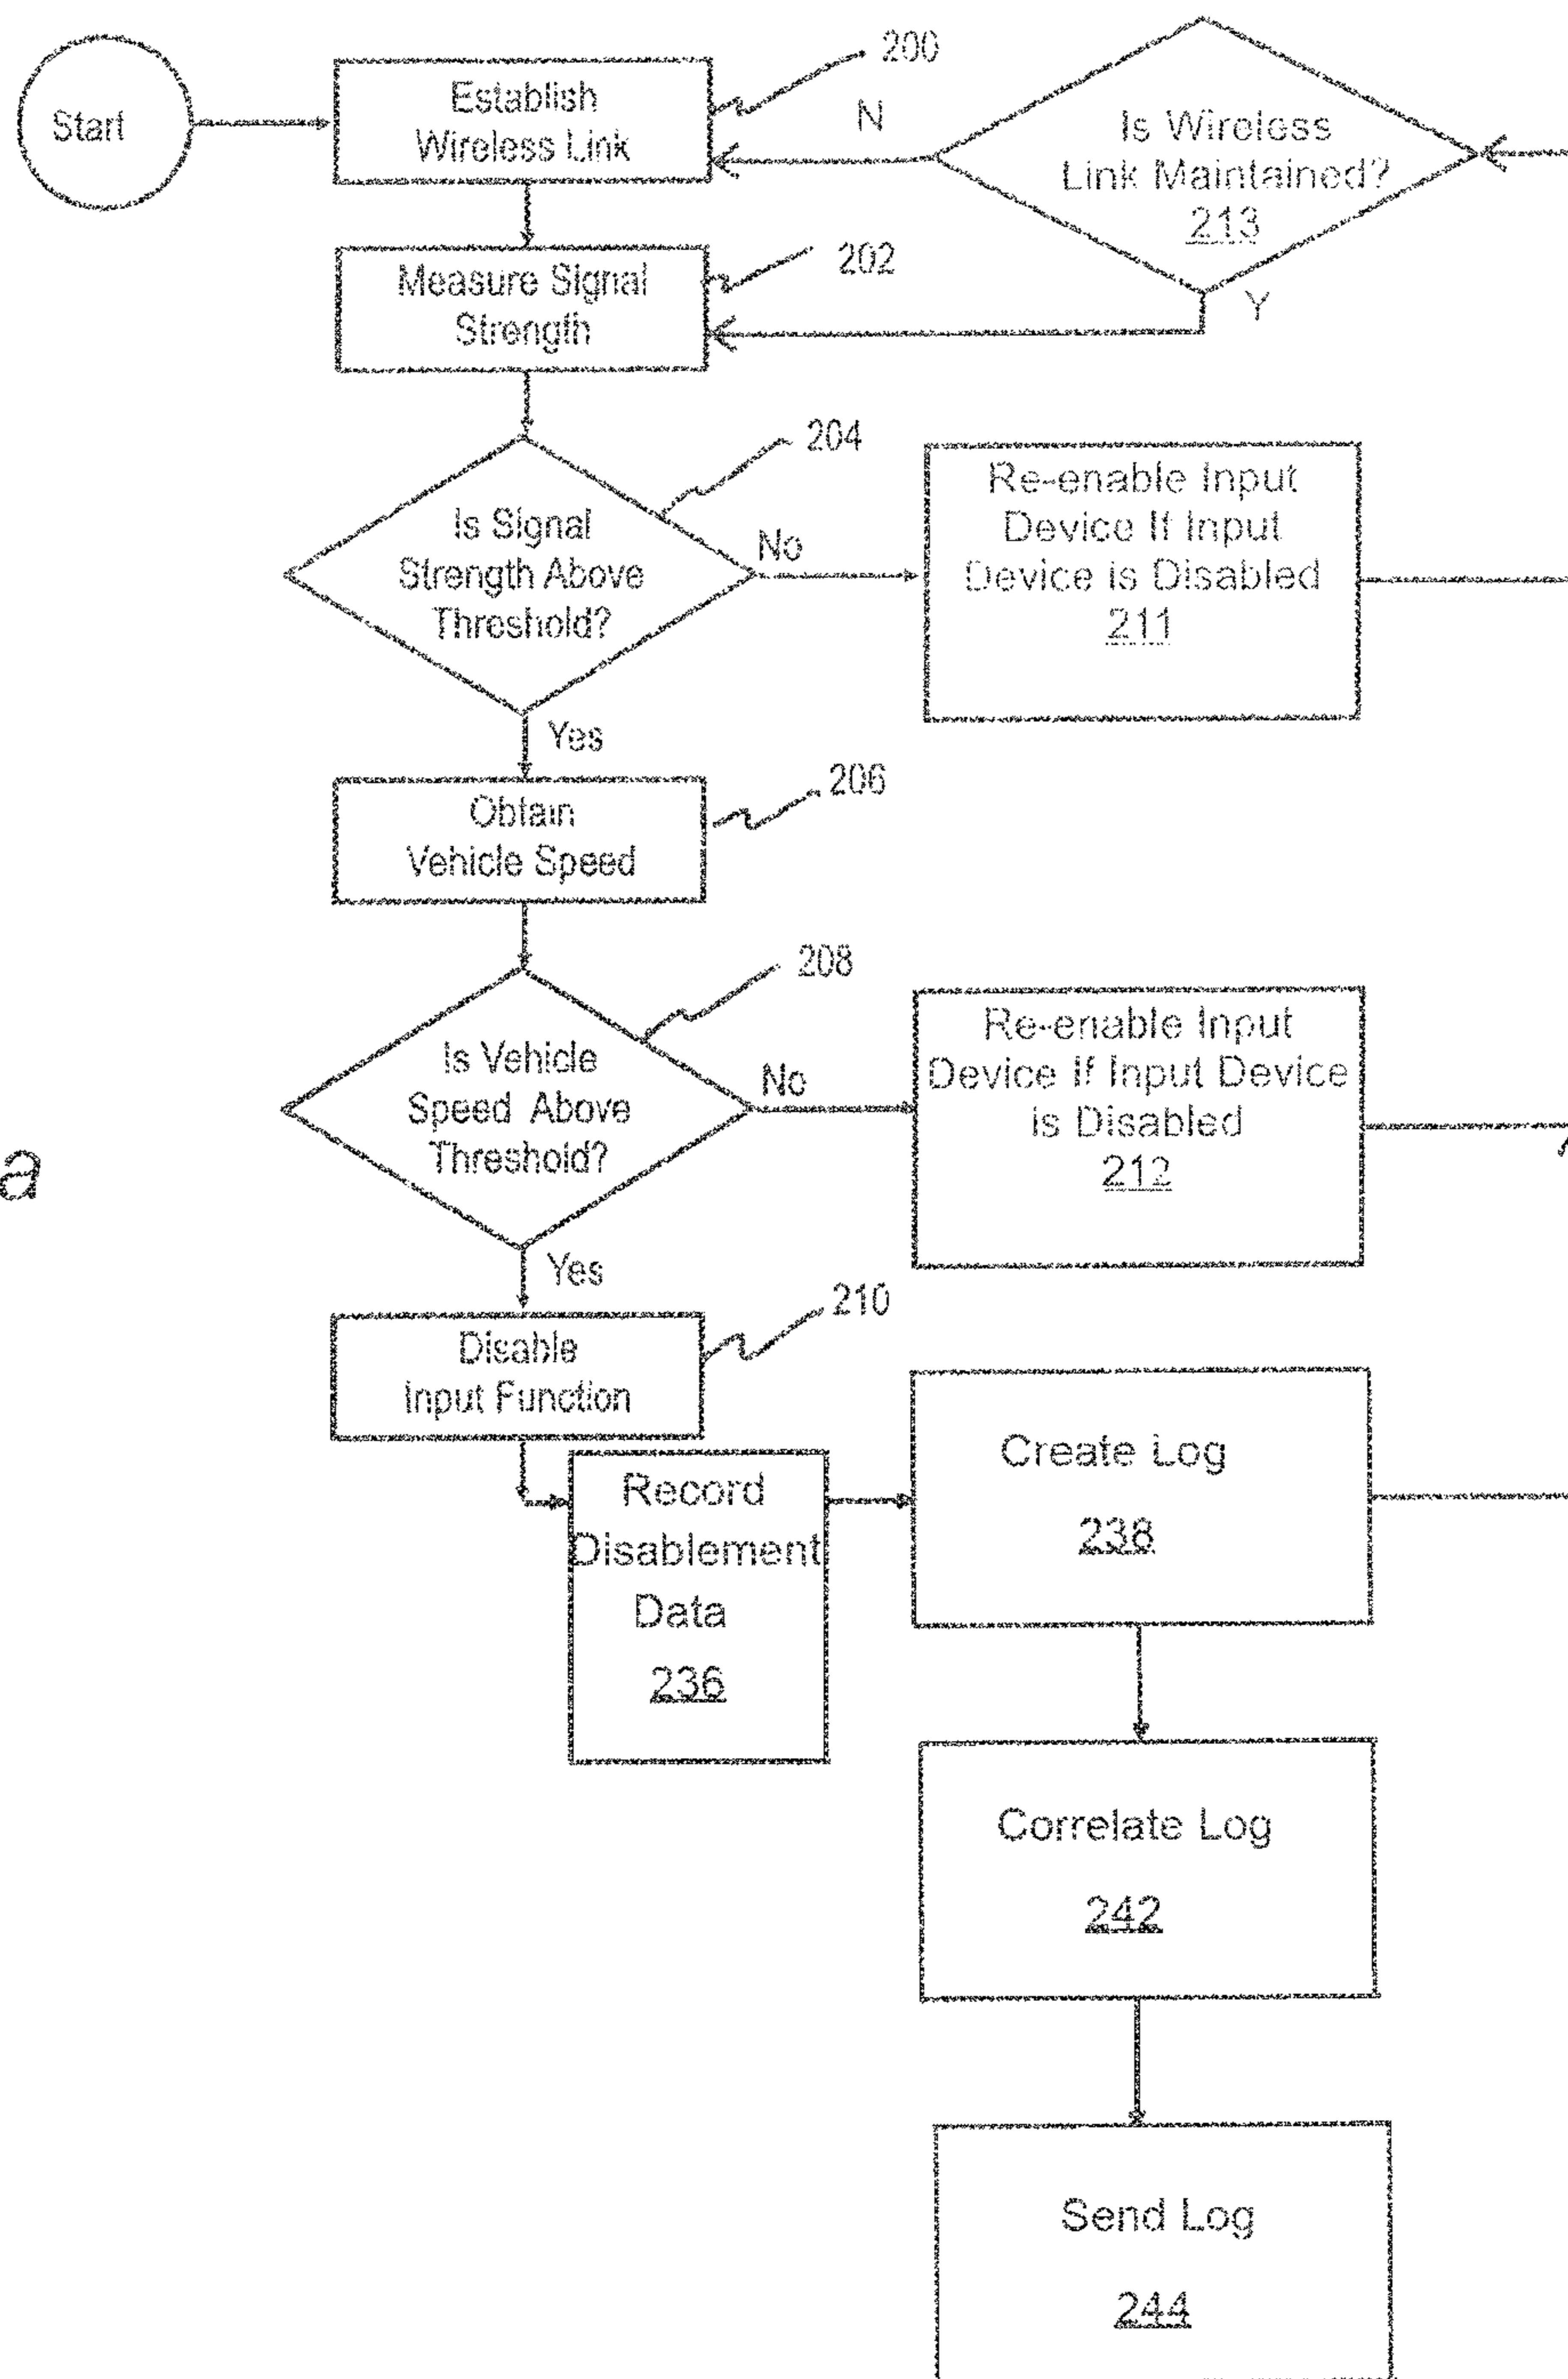 Start
Establish
Wireless Link
200
N
Is Wireless
Link Maintained?
213
Y
Measure Signal
Strength
202
204
Is Signal
Strength Above
Threshold?
No
Re-enable Input
Device If Input
Device is Disabled
211
Yes
Obtain
Vehicle Speed
206
208
Is Vehicle
Speed Above
Threshold?
No
Re-enable Input
Device If Input Device
is Disabled
212
a
Yes
Disable
Input Function
210
Record
Disablement
Data
236
Create Log
238
Correlate Log
242
Send Log
244